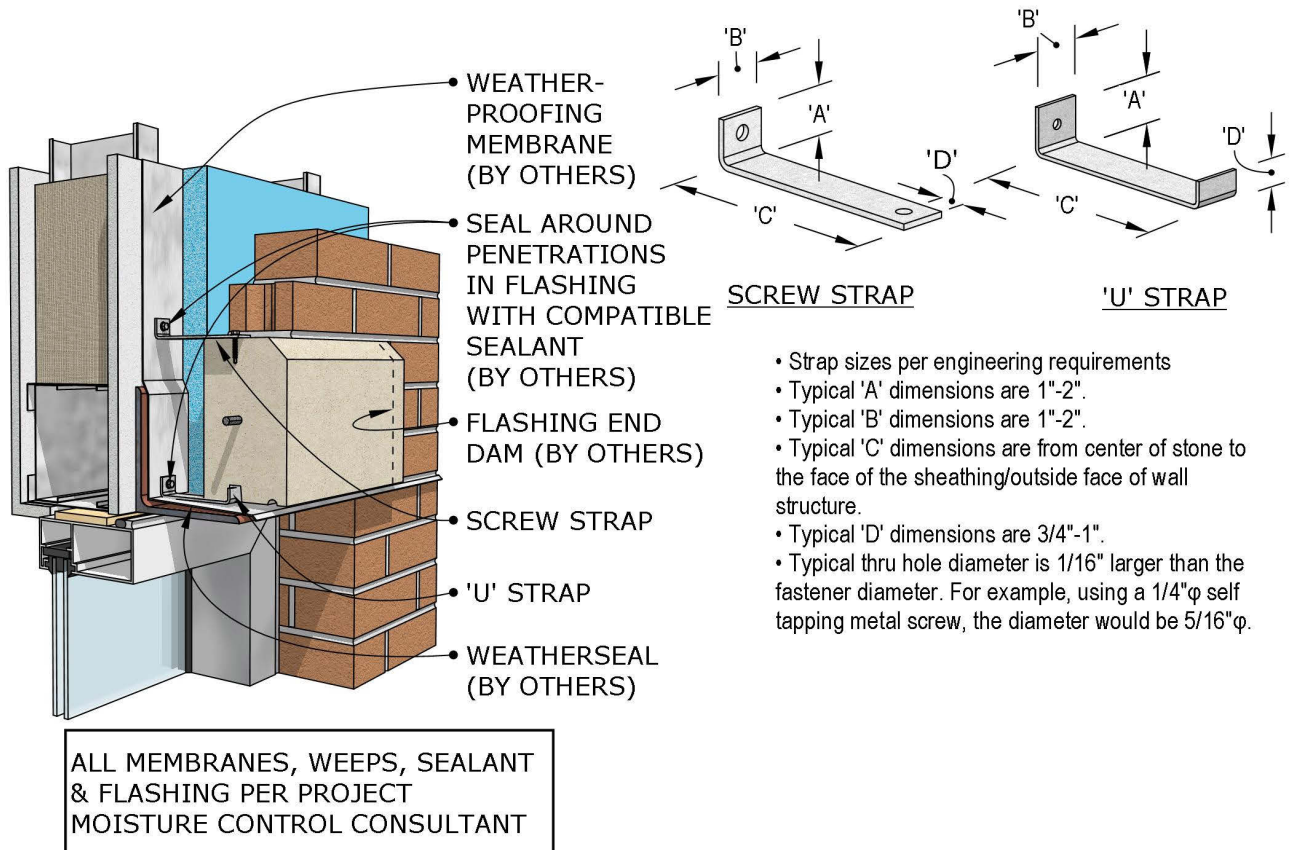 WEATHER-
PROOFING
MEMBRANE
(BY OTHERS)
SEAL AROUND
PENETRATIONS
IN FLASHING
WITH COMPATIBLE
SEALANT
(BY OTHERS)
FLASHING END
DAM (BY OTHERS)
SCREW STRAP
'U' STRAP
WEATHERSEAL
(BY OTHERS)
ALL MEMBRANES, WEEPS, SEALANT
& FLASHING PER PROJECT
MOISTURE CONTROL CONSULTANT
'B'
'A'
'D'
'C'
SCREW STRAP
'B'
'A'
'D'
'C'
'U' STRAP
• Strap sizes per engineering requirements
• Typical 'A' dimensions are 1"-2".
• Typical 'B' dimensions are 1"-2".
• Typical 'C' dimensions are from center of stone to
the face of the sheathing/outside face of wall
structure.
• Typical 'D' dimensions are 3/4"-1".
• Typical thru hole diameter is 1/16" larger than the
fastener diameter. For example, using a 1/4"φ self
tapping metal screw, the diameter would be 5/16"φ.